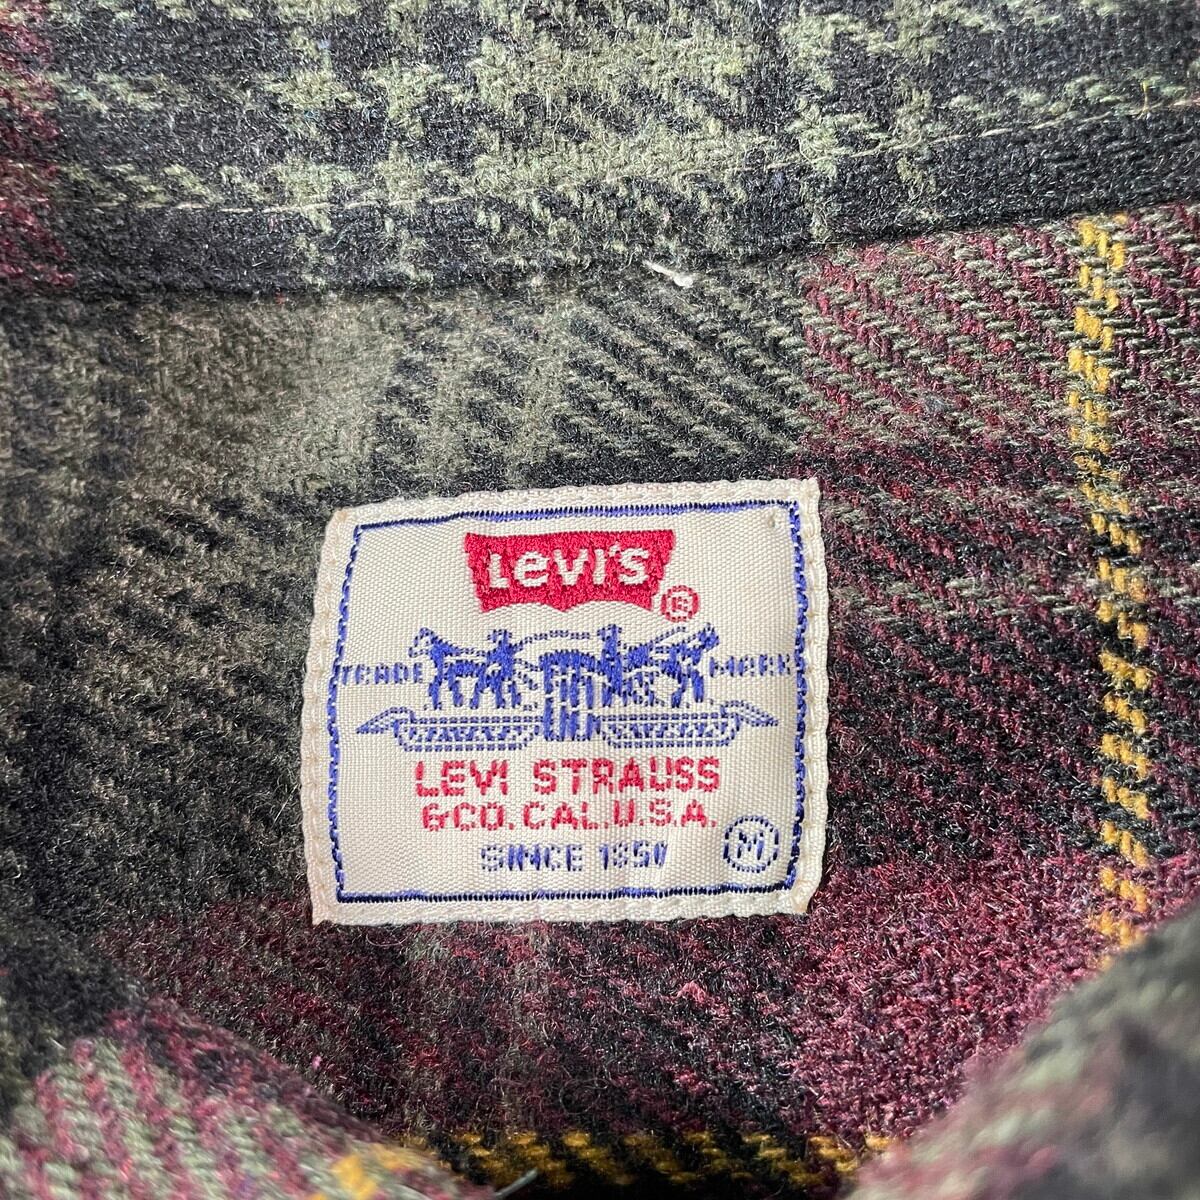 Levi's ®
TRADE MARK
LEVI STRAUSS
&CO. CAL. U.S.A.
SINCE 1850
M